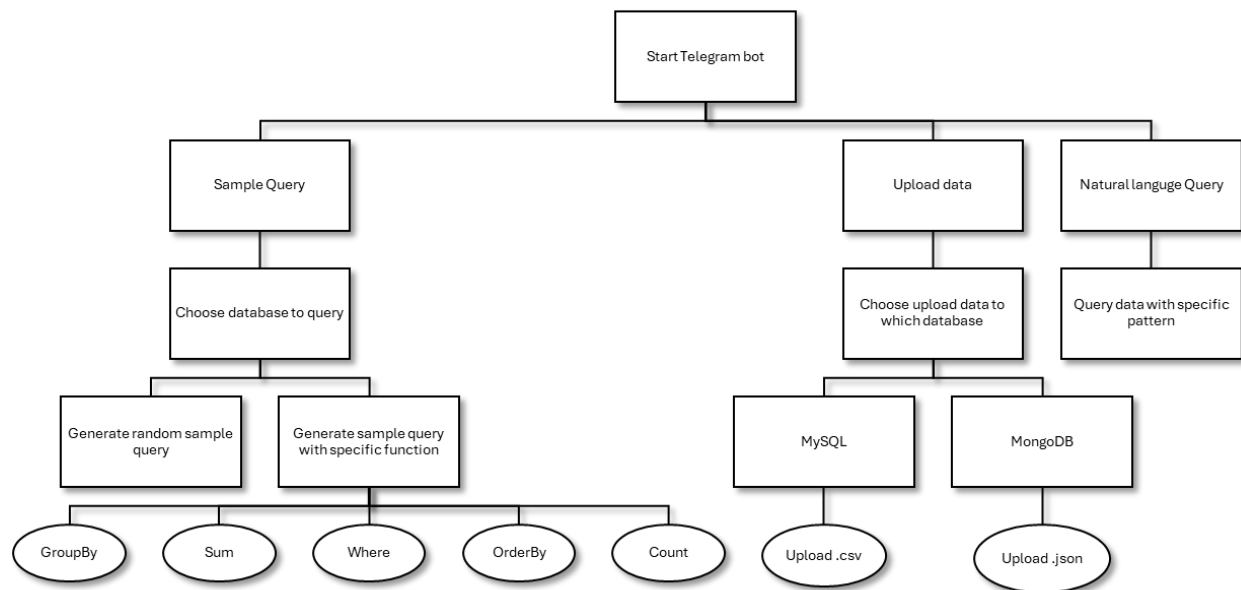 Start Telegram bot
Sample Query
Upload data
Natural languge Query
Choose database to query
Choose upload data to
which database
Query data with specific
pattern
Generate random sample
query
Generate sample query
with specific function
MySQL
MongoDB
GroupBy
Sum
Where
OrderBy
Count
Upload .csv
Upload .json